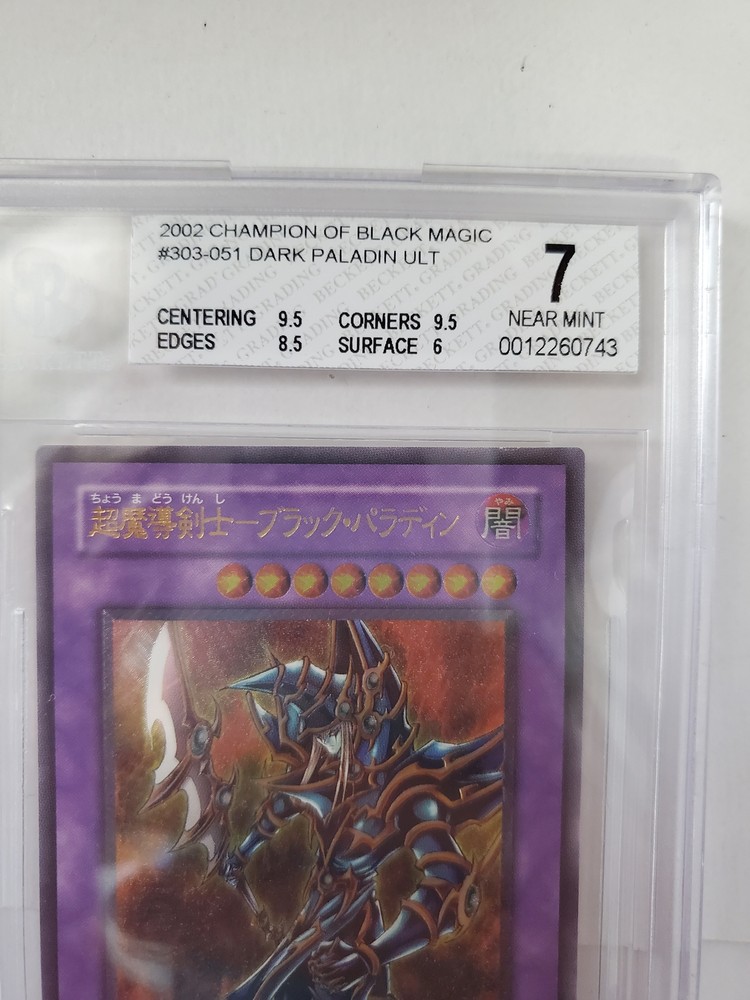 2002 CHAMPION OF BLACK MAGIC
#303-051 DARK PALADIN ULT
7
CENTERING 9.5 CORNERS 9.5 NEAR MINT
EDGES 8.5 SURFACE 6 0012260743
BECKETT GRADING
ちょう ま どう けん し
超魔導剣士-ブラック・パラディン
やみ
闇